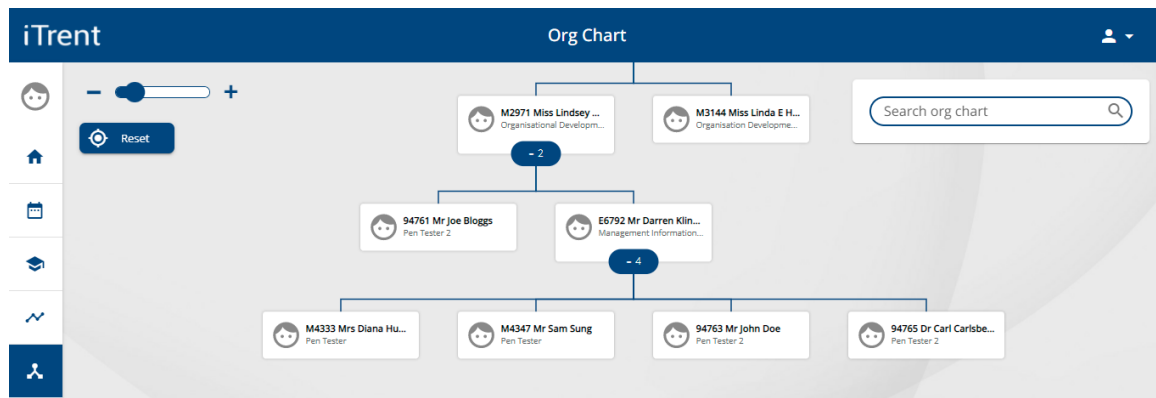 iTrent
Org Chart
Reset
Search org chart
M2971 Miss Lindsey ...
Organisational Developm...
M3144 Miss Linda E H...
Organisation Developme...
- 2
94761 Mr Joe Bloggs
Pen Tester 2
E6792 Mr Darren Klin...
Management Information...
- 4
M4333 Mrs Diana Hu...
Pen Tester
M4347 Mr Sam Sung
Pen Tester
94763 Mr John Doe
Pen Tester 2
94765 Dr Carl Carlsbe...
Pen Tester 2